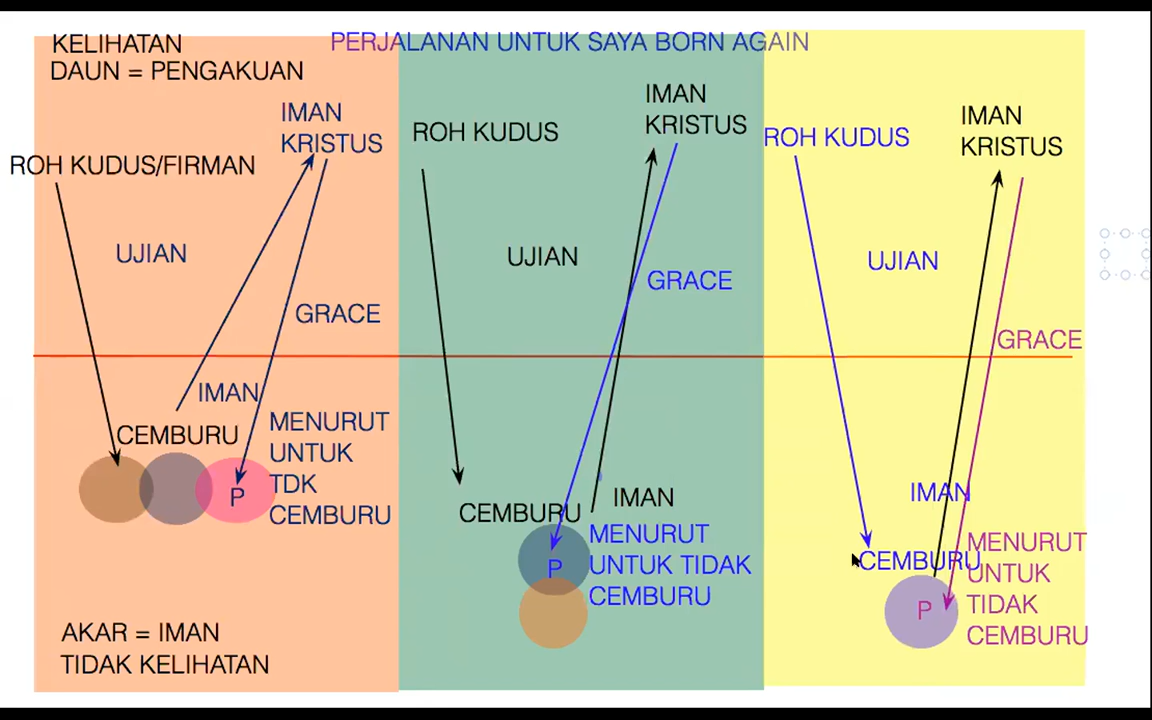 KELIHATAN
DAUN = PENGAKUAN
PERJALANAN UNTUK SAYA BORN AGAIN
IMAN
KRISTUS
ROH KUDUS/FIRMAN
UJIAN
GRACE
IMAN
CEMBURU
P
MENURUT
UNTUK
TDK
CEMBURU
AKAR = IMAN
TIDAK KELIHATAN
ROH KUDUS
IMAN
KRISTUS
UJIAN
GRACE
CEMBURU
IMAN
P
MENURUT
UNTUK TIDAK
CEMBURU
ROH KUDUS
IMAN
KRISTUS
UJIAN
GRACE
IMAN
CEMBURU
P
MENURUT
UNTUK
TIDAK
CEMBURU